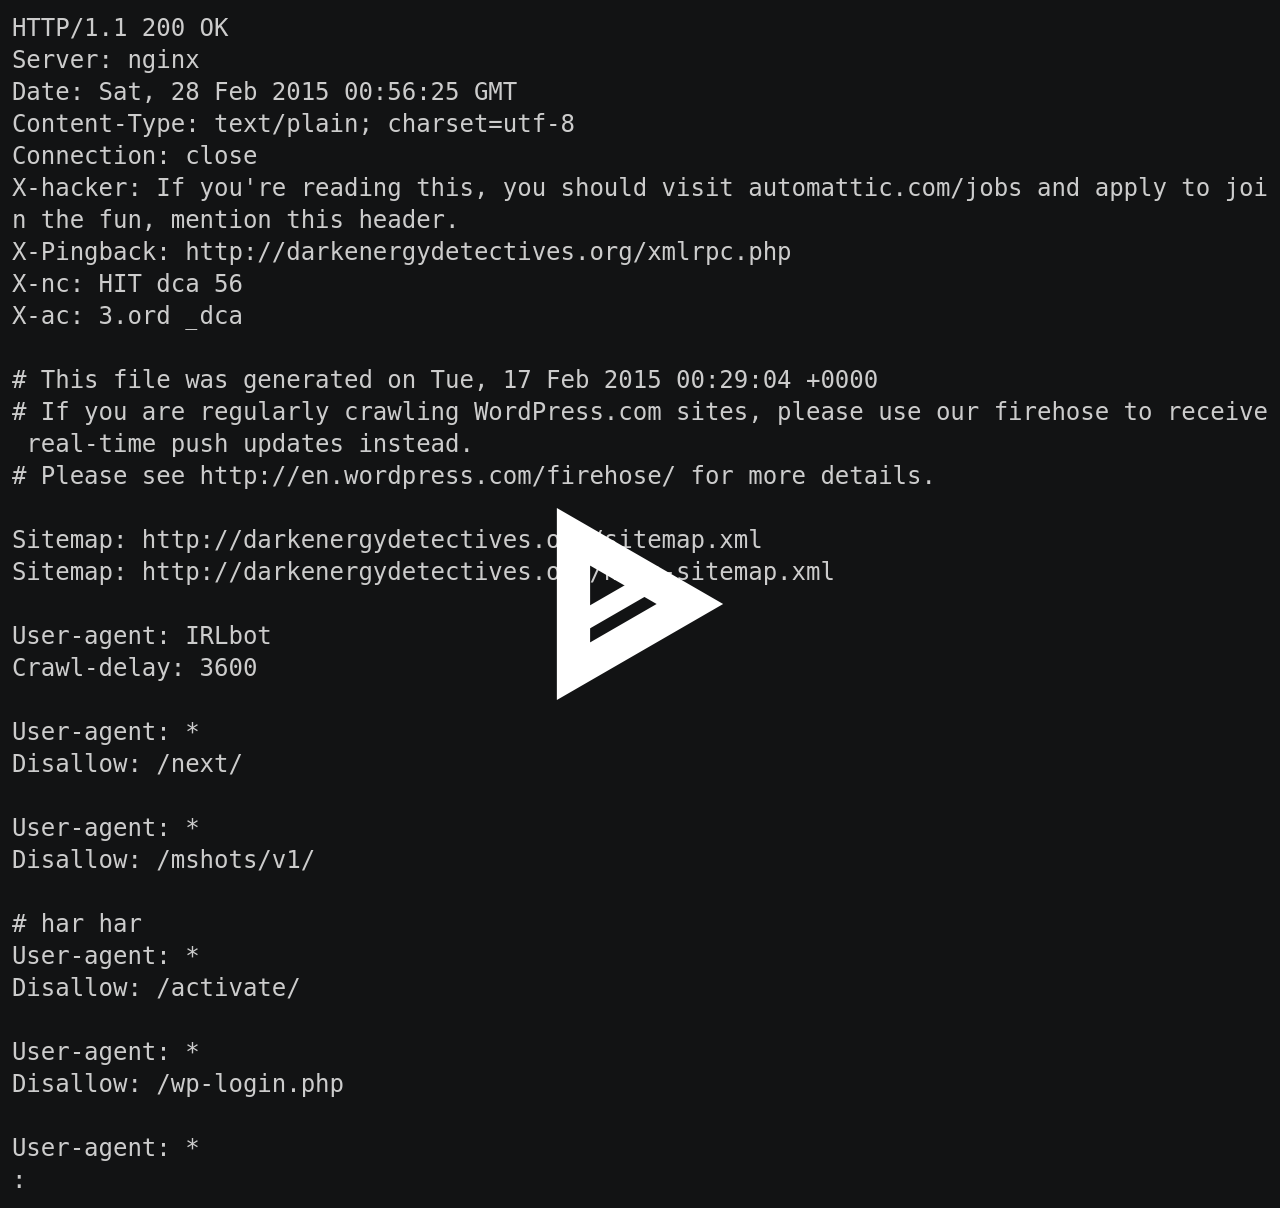 HTTP/1.1 200 OK
Server: nginx
Date: Sat, 28 Feb 2015 00:56:25 GMT
Content-Type: text/plain; charset=utf-8
Connection: close
X-hacker: If you're reading this, you should visit automattic.com/jobs and apply to joi
n the fun, mention this header.
X-Pingback: http://darkenergydetectives.org/xmlrpc.php
X-nc: HIT dca 56
X-ac: 3.ord _dca
# This file was generated on Tue, 17 Feb 2015 00:29:04 +0000
# If you are regularly crawling WordPress.com sites, please use our firehose to receive
 real-time push updates instead.
# Please see http://en.wordpress.com/firehose/ for more details.
Sitemap: http://darkenergydetectives.org/sitemap.xml
Sitemap:
User-agent: IRLbot
Crawl-delay: 3600
User-agent: *
Disallow: /next/
User-agent: *
Disallow: /mshots/v1/
# har har
User-agent: *
Disallow: /activate/
User-agent: *
Disallow: /wp-login.php
User-agent: *
: